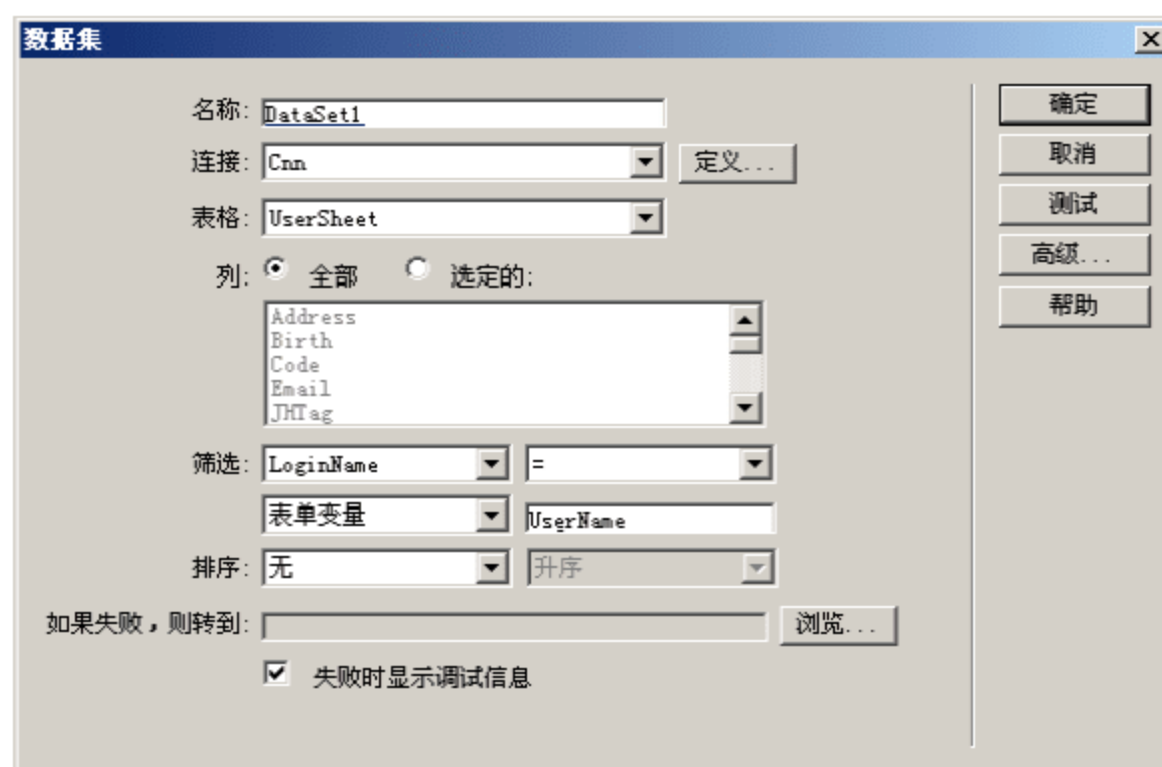 数据集
名称: DataSet1
连接: Cnn 定义...
表格: UserSheet
列: 全部 选定的:
Address
Birth
Code
Email
JHTag
筛选: LoginName =
表单变量 UserName
排序: 无 升序
如果失败，则转到: 浏览...
失败时显示调试信息
确定
取消
测试
高级...
帮助